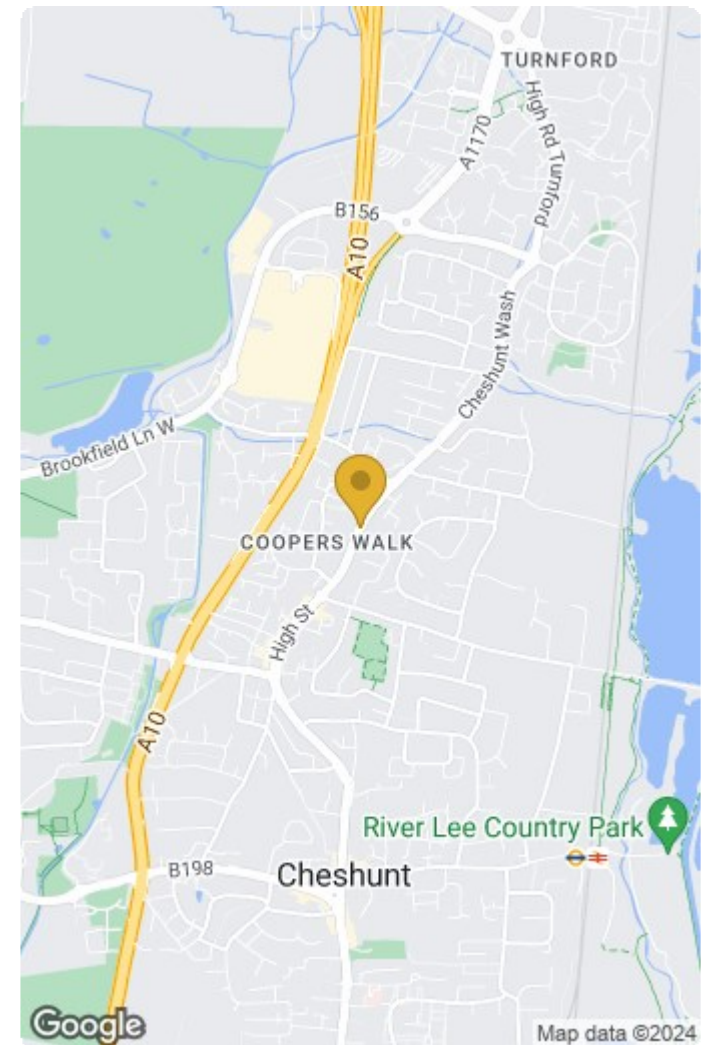 TURNFORD
High Rd Turnford
A1170
B156
A10
Cheshunt Wash
Brookfield Ln W
COOPERS WALK
High St
A10
River Lee Country Park
B198
Cheshunt
Google
Map data ©2024